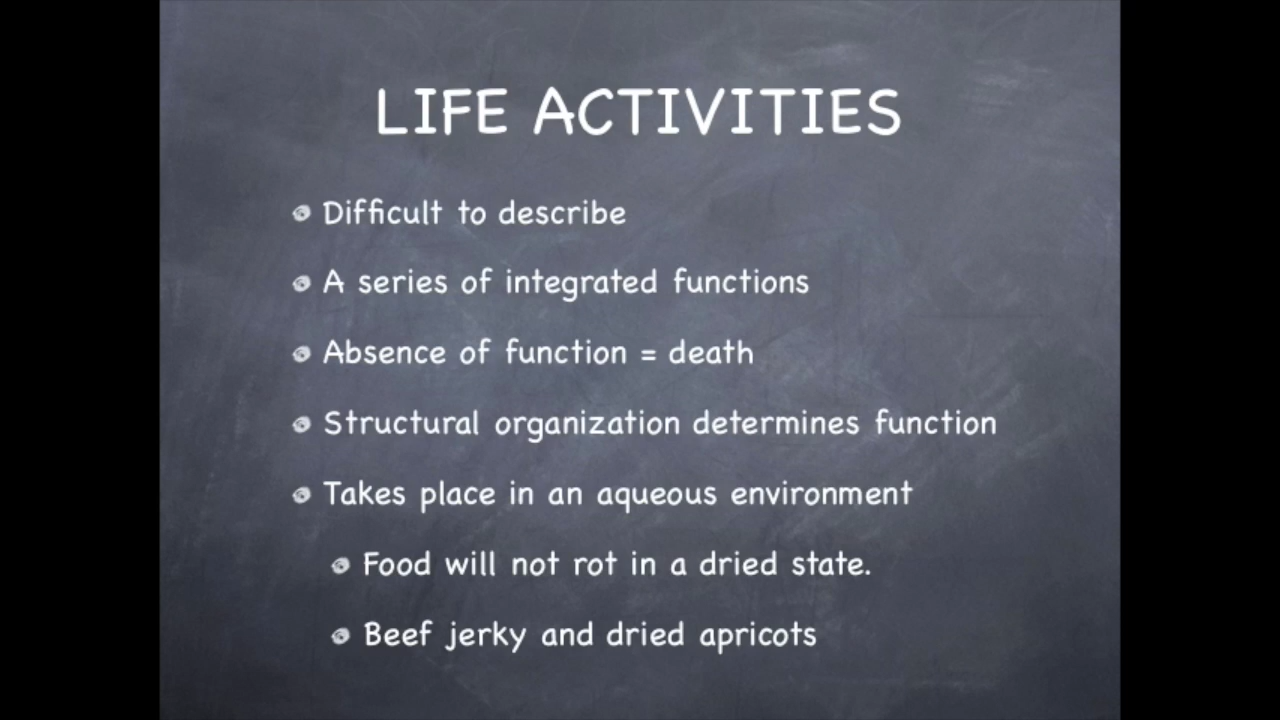 LIFE ACTIVITIES
Difficult to describe
A series of integrated functions
Absence of function = death
Structural organization determines function
Takes place in an aqueous environment
Food will not rot in a dried state.
Beef jerky and dried apricots